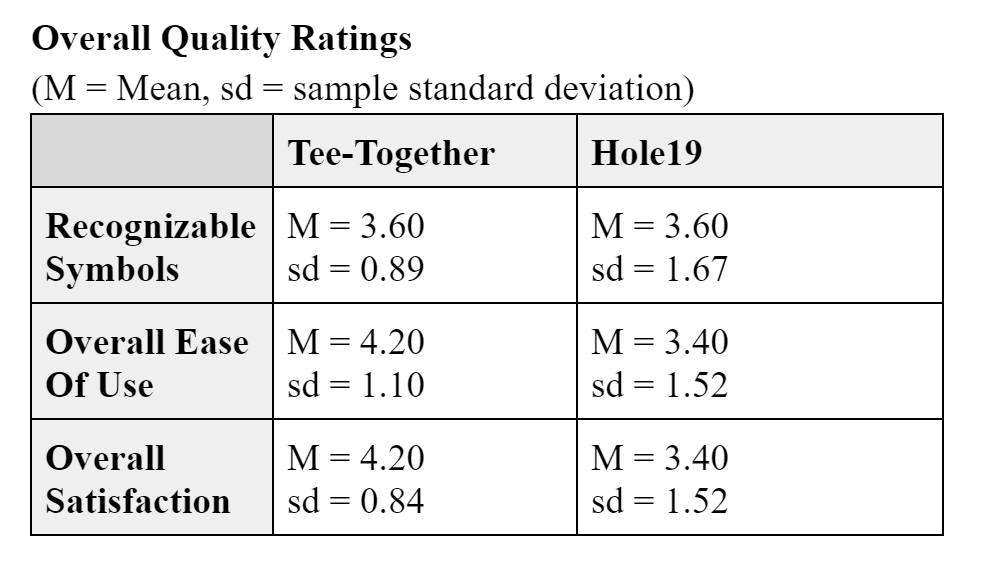 Overall Quality Ratings
(M = Mean, sd = sample standard deviation)
Tee-Together Hole19
Recognizable Symbols M = 3.60 sd = 0.89 M = 3.60 sd = 1.67
Overall Ease Of Use M = 4.20 sd = 1.10 M = 3.40 sd = 1.52
Overall Satisfaction M = 4.20 sd = 0.84 M = 3.40 sd = 1.52